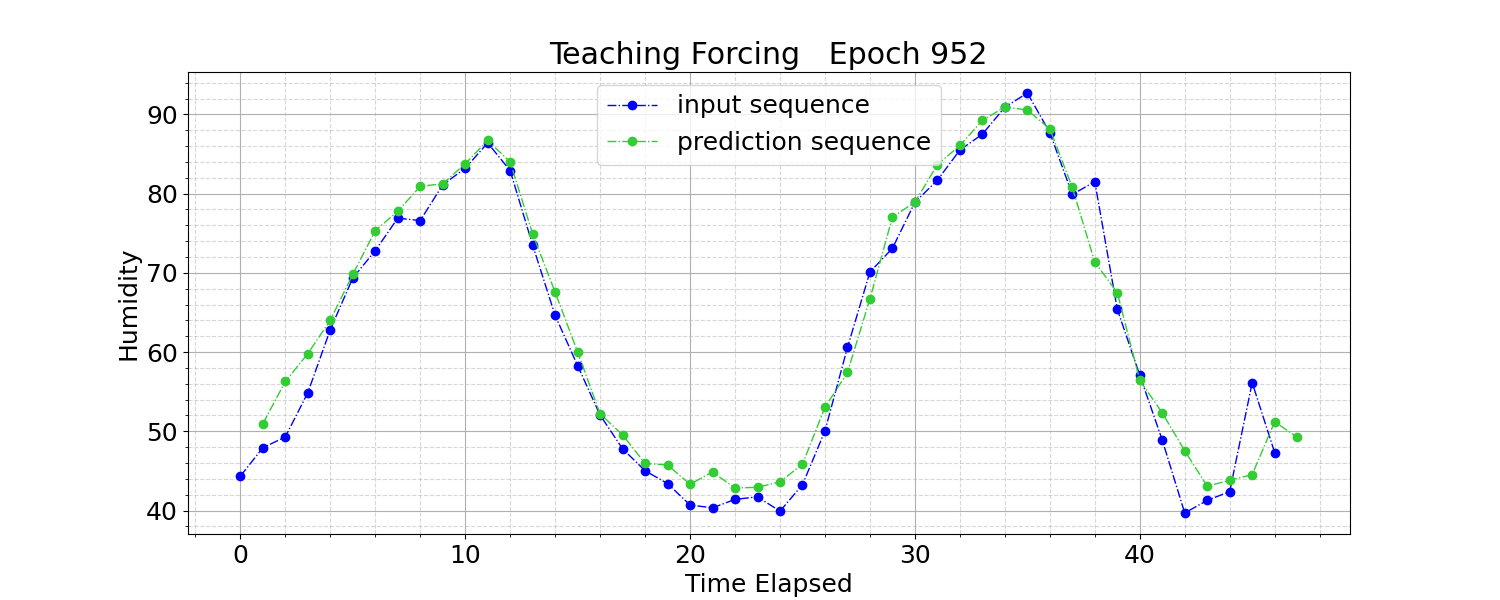 Teaching Forcing   Epoch 952
input sequence
prediction sequence
Humidity
90
80
70
60
50
40
0 10 20 30 40
Time Elapsed